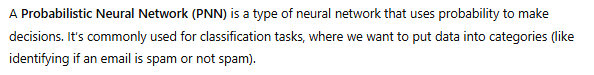 A Probabilistic Neural Network (PNN) is a type of neural network that uses probability to make
decisions. It's commonly used for classification tasks, where we want to put data into categories (like
identifying if an email is spam or not spam).